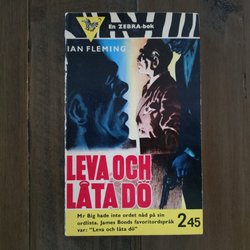 En ZEBRA-bok
IAN FLEMING
LEVA OCH
LÅTA DÖ
Mr Big hade inte ordet nåd på sin
ordlista. James Bonds favoritordspråk
var: "Leva och låta dö"
2.45